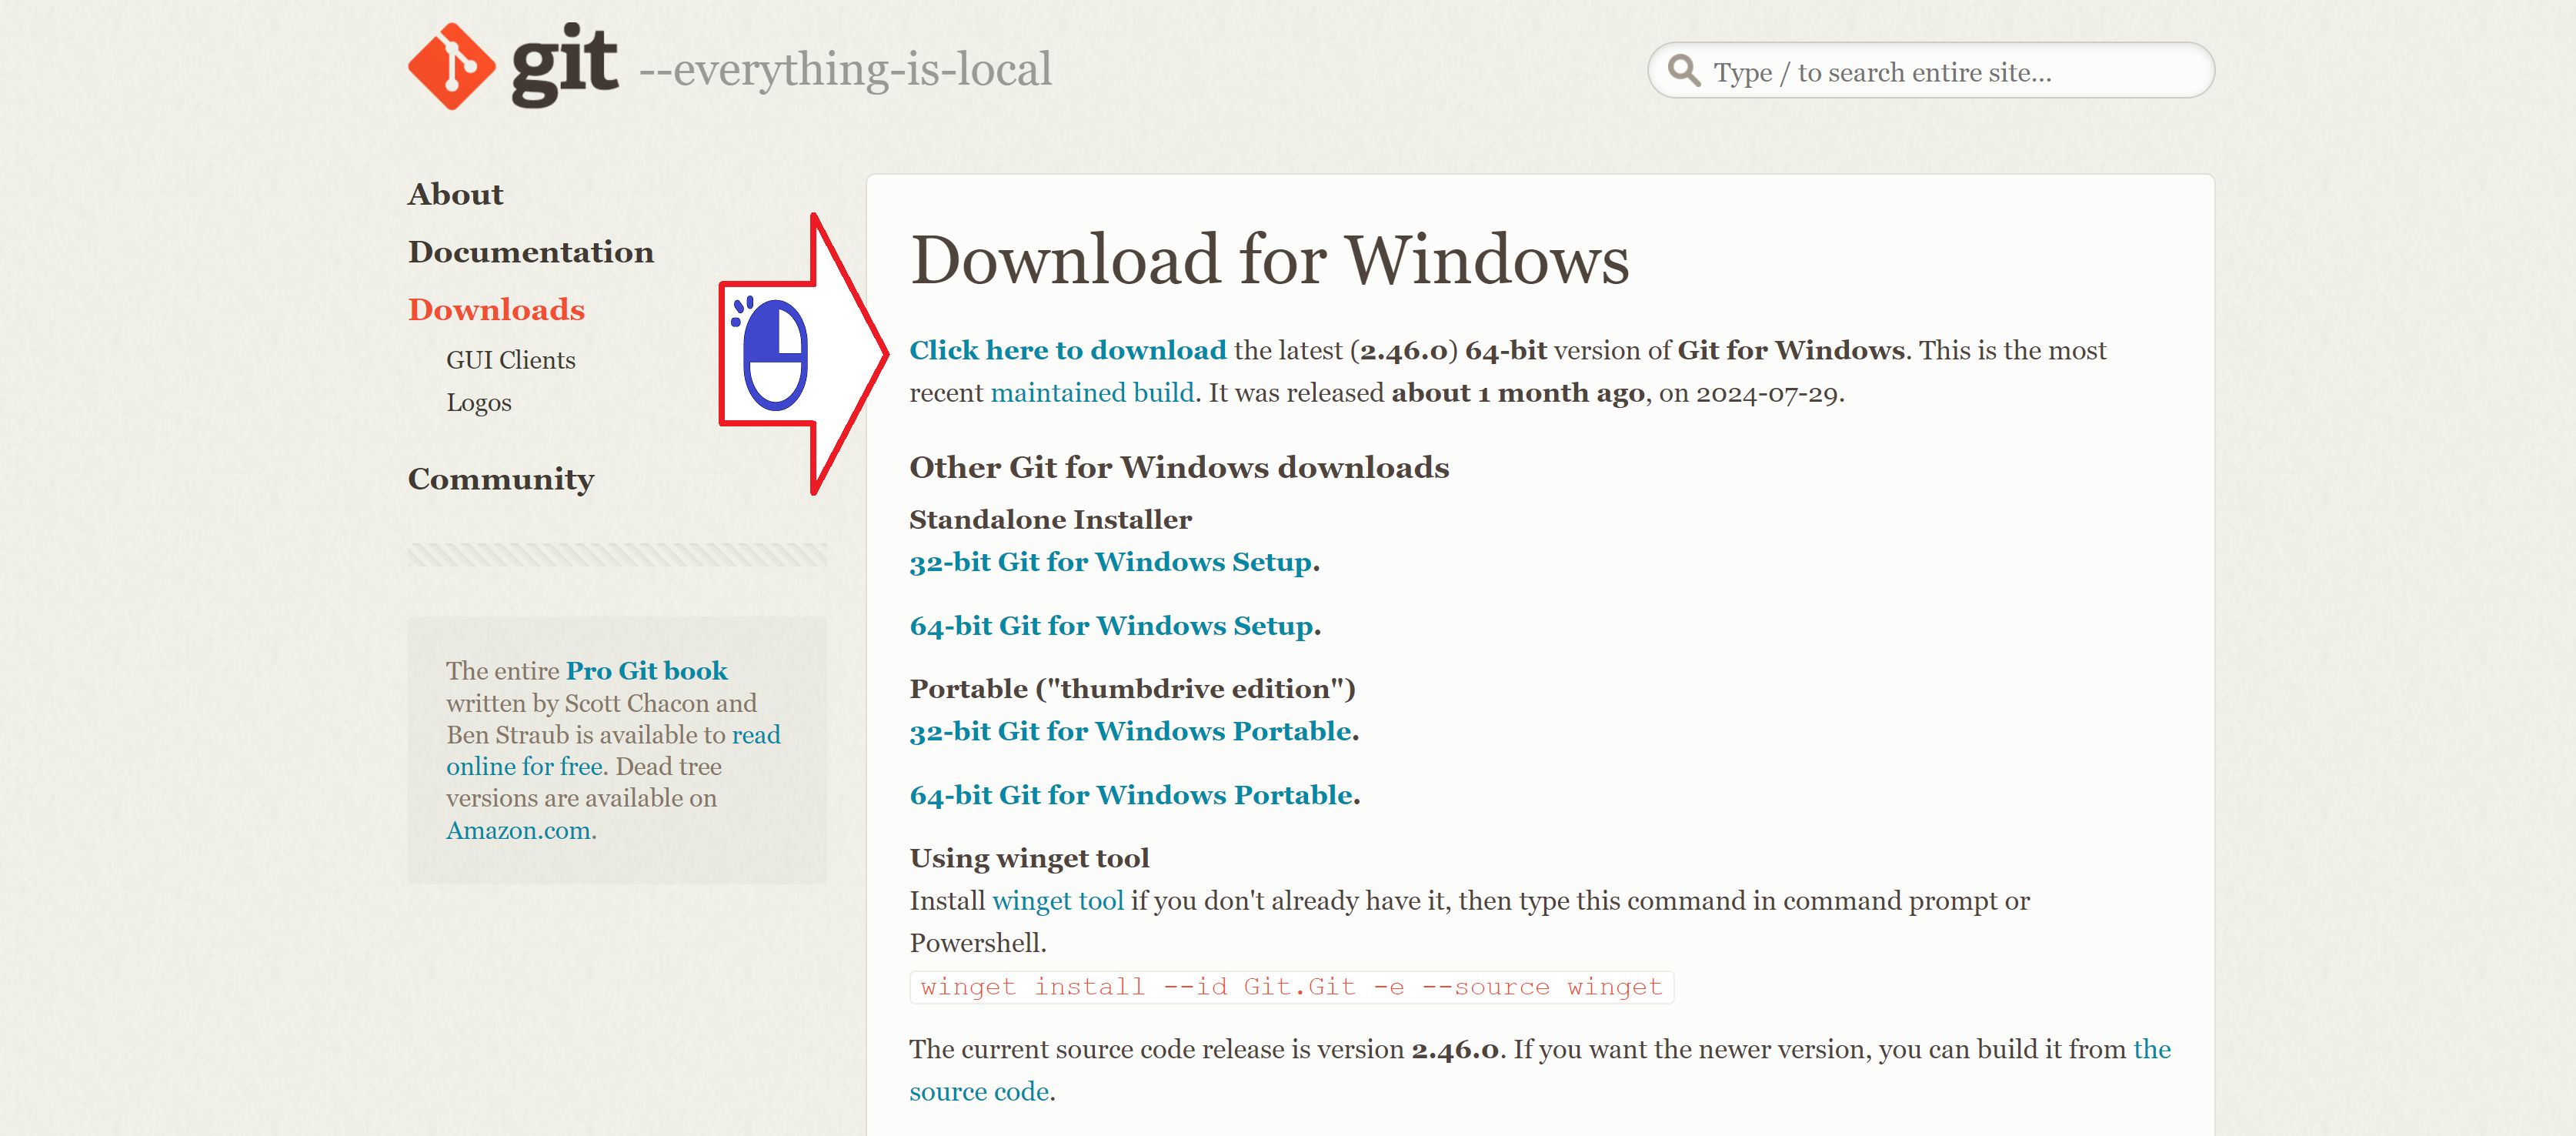 git --everything-is-local
Type / to search entire site...
About
Documentation
Downloads
GUI Clients
Logos
Community
The entire Pro Git book
written by Scott Chacon and
Ben Straub is available to read
online for free. Dead tree
versions are available on
Amazon.com.
Download for Windows
Click here to download the latest (2.46.0) 64-bit version of Git for Windows. This is the most
recent maintained build. It was released about 1 month ago, on 2024-07-29.
Other Git for Windows downloads
Standalone Installer
32-bit Git for Windows Setup.
64-bit Git for Windows Setup.
Portable ("thumbdrive edition")
32-bit Git for Windows Portable.
64-bit Git for Windows Portable.
Using winget tool
Install winget tool if you don't already have it, then type this command in command prompt or
Powershell.
winget install --id Git.Git -e --source winget
The current source code release is version 2.46.0. If you want the newer version, you can build it from the
source code.